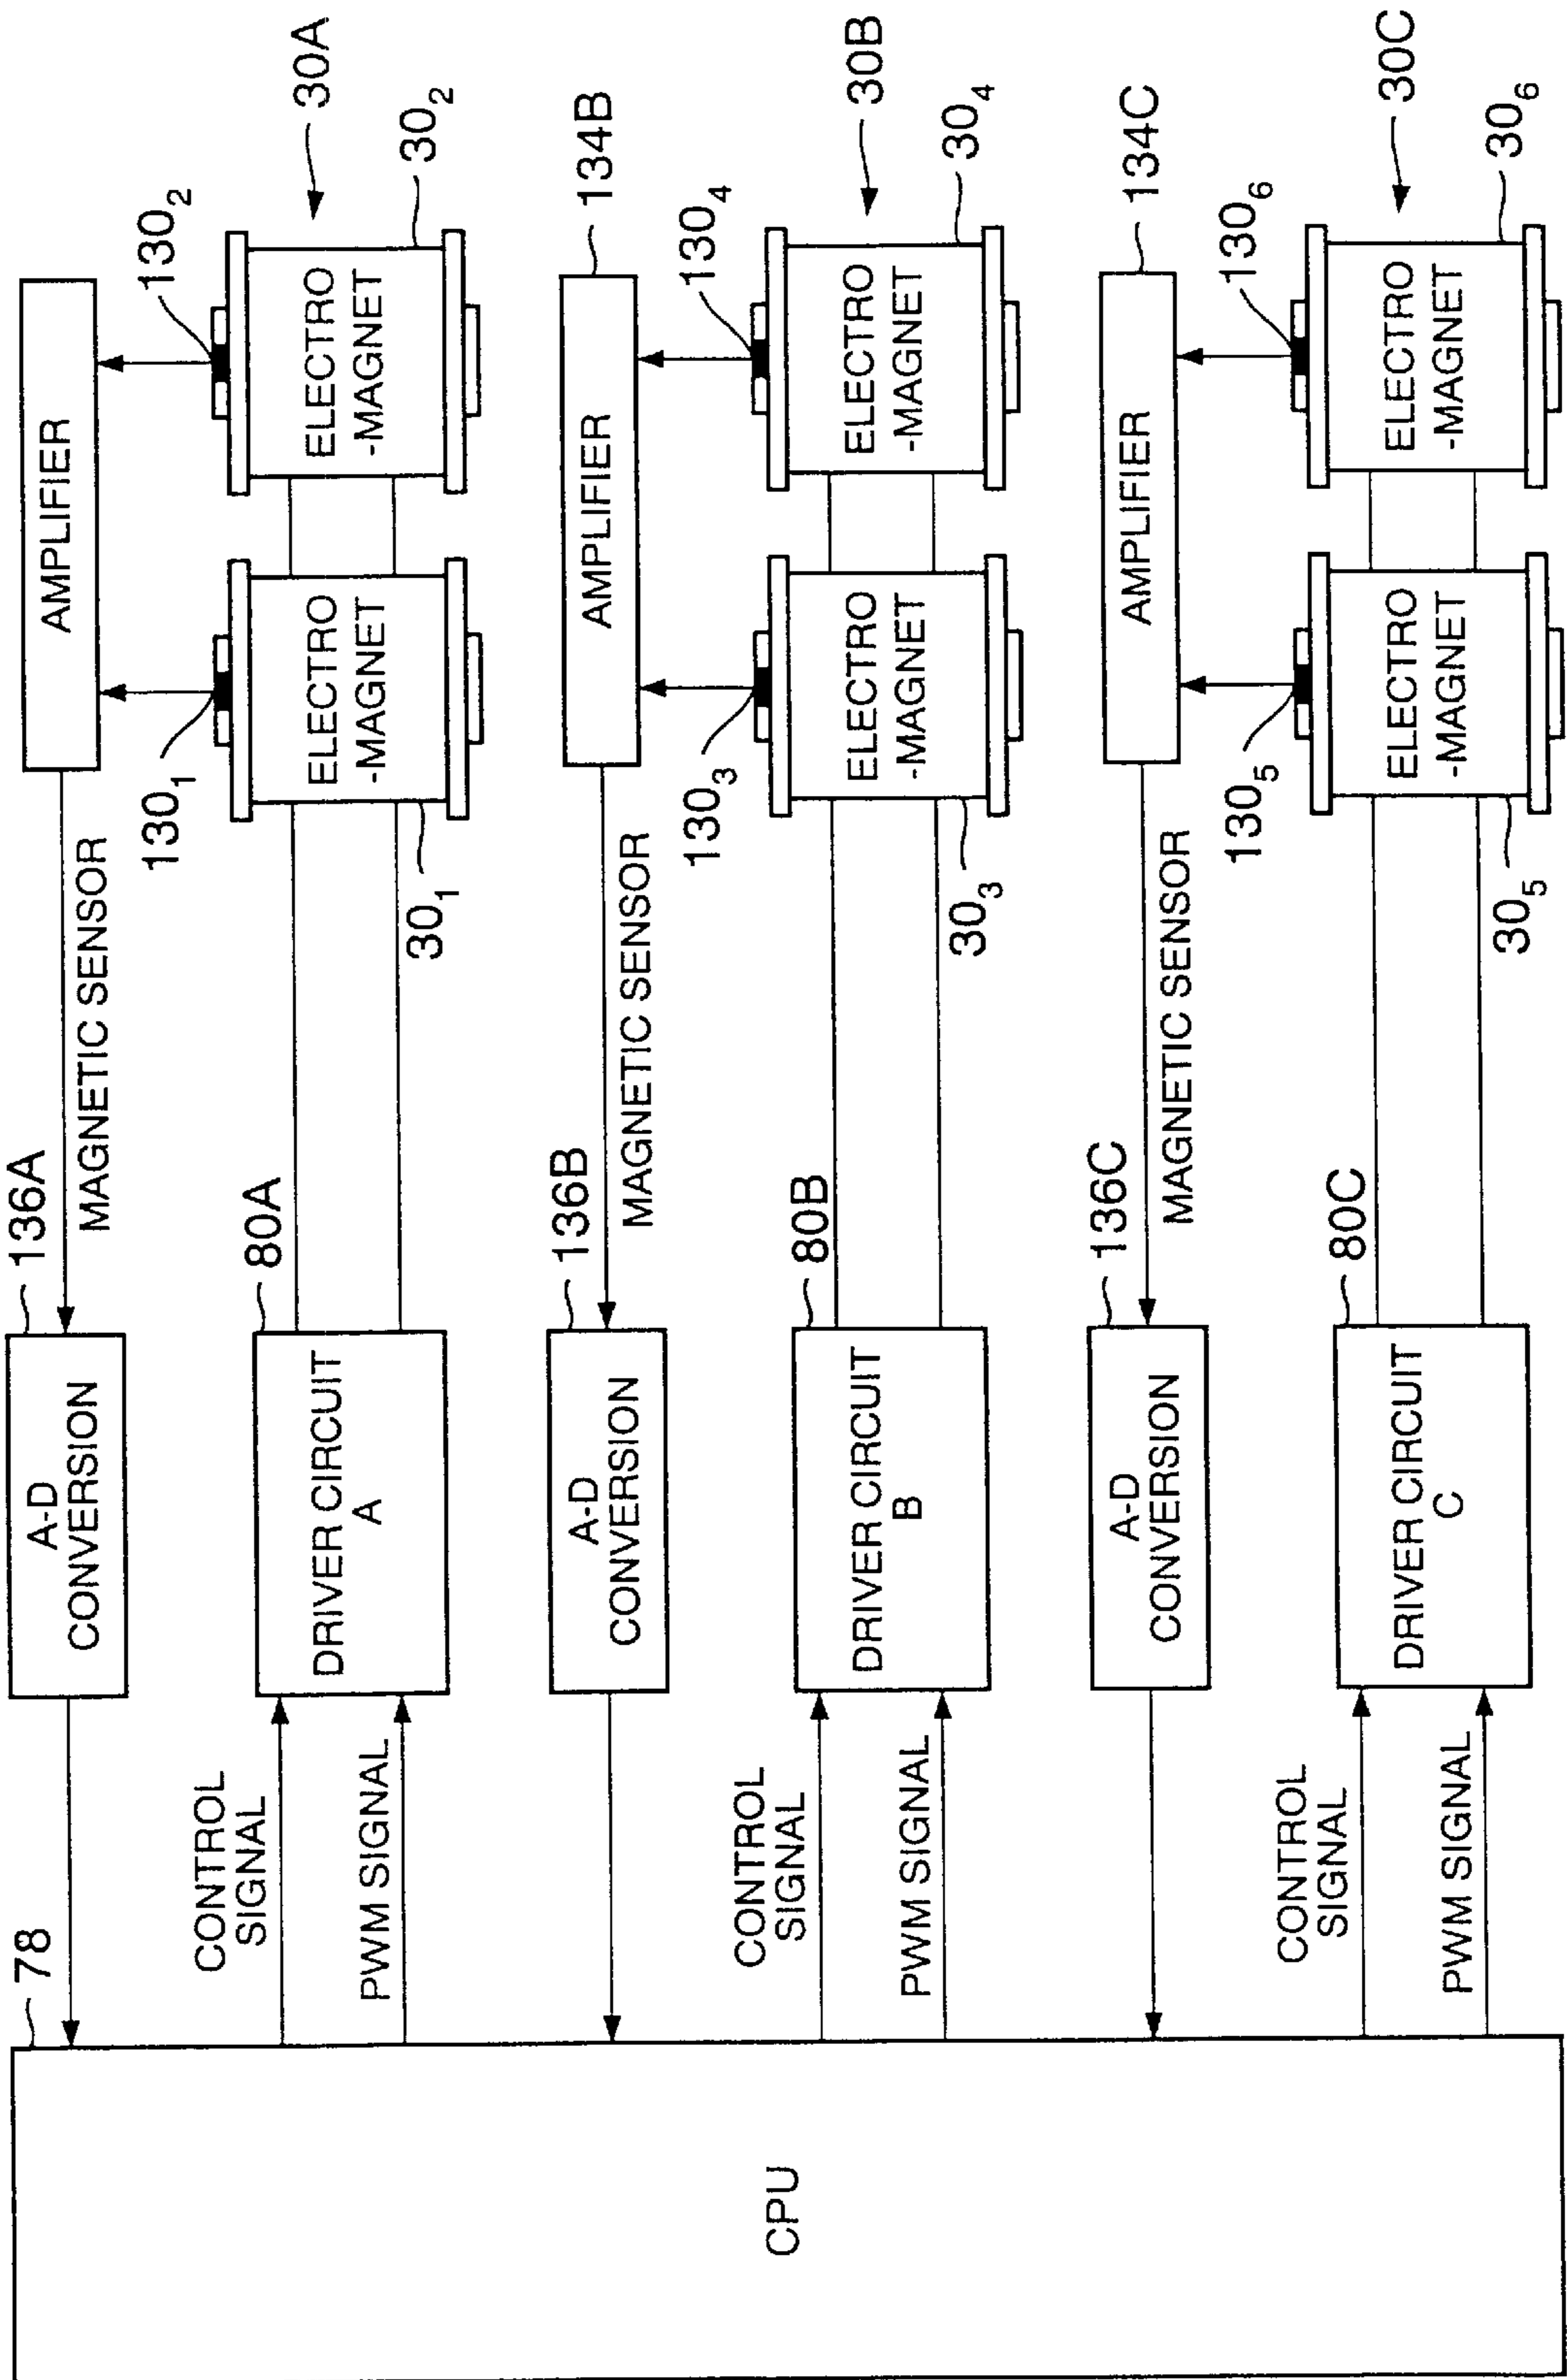 78
136A
A-D
CONVERSION
MAGNETIC SENSOR
AMPLIFIER
130₁
130₂
CONTROL
SIGNAL
PWM SIGNAL
80A
DRIVER CIRCUIT
A
30₁
ELECTRO
-MAGNET
ELECTRO
-MAGNET
30₂
30A
CPU
136B
A-D
CONVERSION
MAGNETIC SENSOR
AMPLIFIER
134B
130₃
130₄
CONTROL
SIGNAL
PWM SIGNAL
80B
DRIVER CIRCUIT
B
30₃
ELECTRO
-MAGNET
ELECTRO
-MAGNET
30₄
30B
136C
A-D
CONVERSION
MAGNETIC SENSOR
AMPLIFIER
134C
130₅
130₆
CONTROL
SIGNAL
PWM SIGNAL
80C
DRIVER CIRCUIT
C
30₅
ELECTRO
-MAGNET
ELECTRO
-MAGNET
30₆
30C